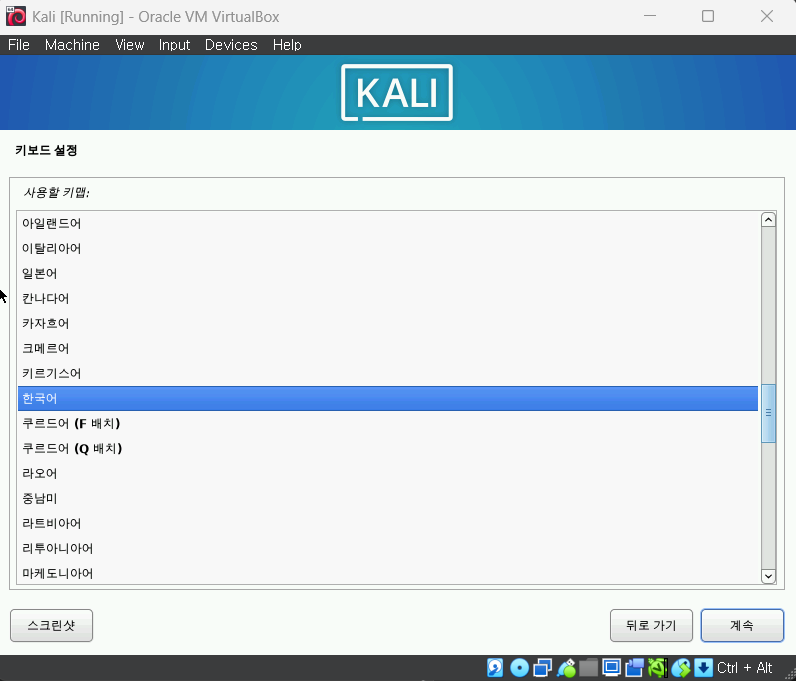 Kali [Running] - Oracle VM VirtualBox
File Machine View Input Devices Help
KALI
키보드 설정
사용할 키맵:
아일랜드어
이탈리아어
일본어
칸나다어
카자흐어
크메르어
키르기스어
한국어
쿠르드어 (F 배치)
쿠르드어 (Q 배치)
라오어
중남미
라트비아어
리투아니아어
마케도니아어
스크린샷 뒤로 가기 계속
Ctrl + Alt